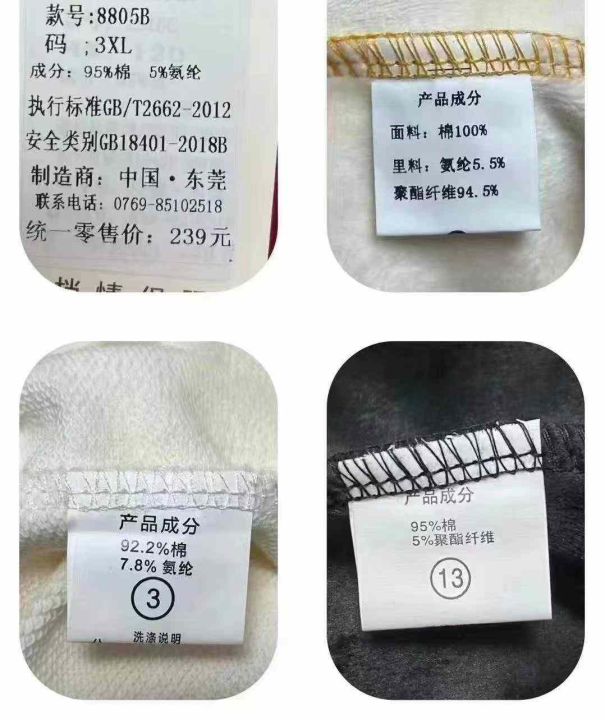 款号:8805B
码 ;3XL
成分: 95%棉 5%氨纶
执行标准GB/T2662-2012
安全类别GB18401-2018B
制造商: 中国·东莞
联系电话: 0769-85102518
统一零售价: 239元
产品成分
面料: 棉100%
里料: 氨纶5.5%
聚酯纤维94.5%
产品成分
92.2%棉
7.8% 氨纶
3
洗涤说明
产品成分
95%棉
5%聚酯纤维
13